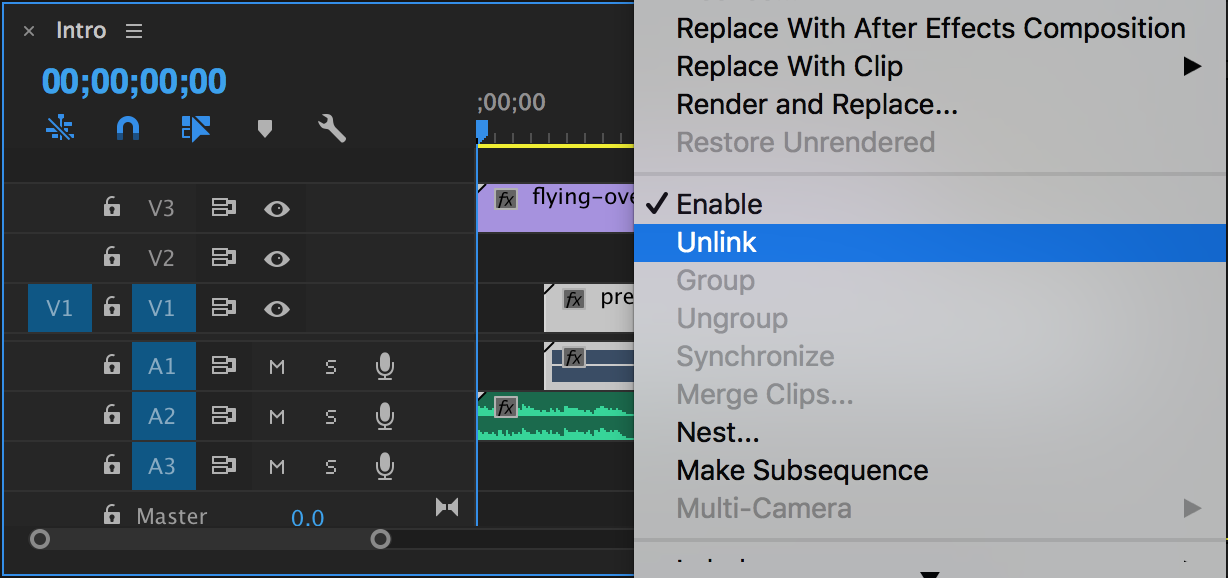 × Intro
00;00;00;00
;00;00
V3
fx flying-ove
V2
V1 V1
fx pre
A1 M S
fx
A2 M S
fx
A3 M S
Master 0.0
Replace With After Effects Composition
Replace With Clip
Render and Replace...
Restore Unrendered
✓ Enable
Unlink
Group
Ungroup
Synchronize
Merge Clips...
Nest...
Make Subsequence
Multi-Camera